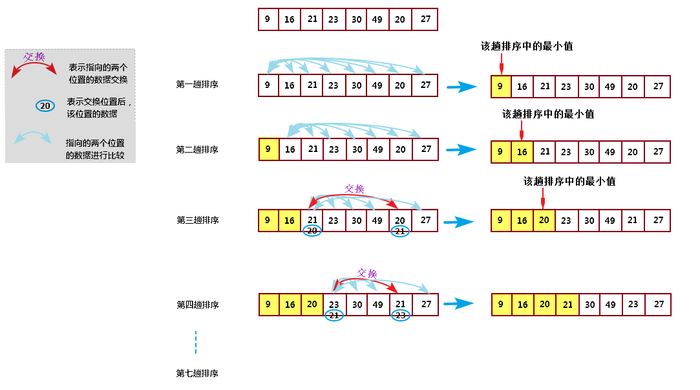 9 16 21 23 30 49 20 27
交换
表示指向的两个
位置的数据交换
20
表示交换位置后，
该位置的数据
指向的两个位置
的数据进行比较
该趟排序中的最小值
第一趟排序
9 16 21 23 30 49 20 27
9 16 21 23 30 49 20 27
该趟排序中的最小值
第二趟排序
9 16 21 23 30 49 20 27
9 16 21 23 30 49 20 27
该趟排序中的最小值
交换
第三趟排序
9 16 21 23 30 49 20 27
20 21
9 16 20 23 30 49 21 27
交换
第四趟排序
9 16 20 23 30 49 21 27
21 23
9 16 20 21 30 49 23 27
第七趟排序